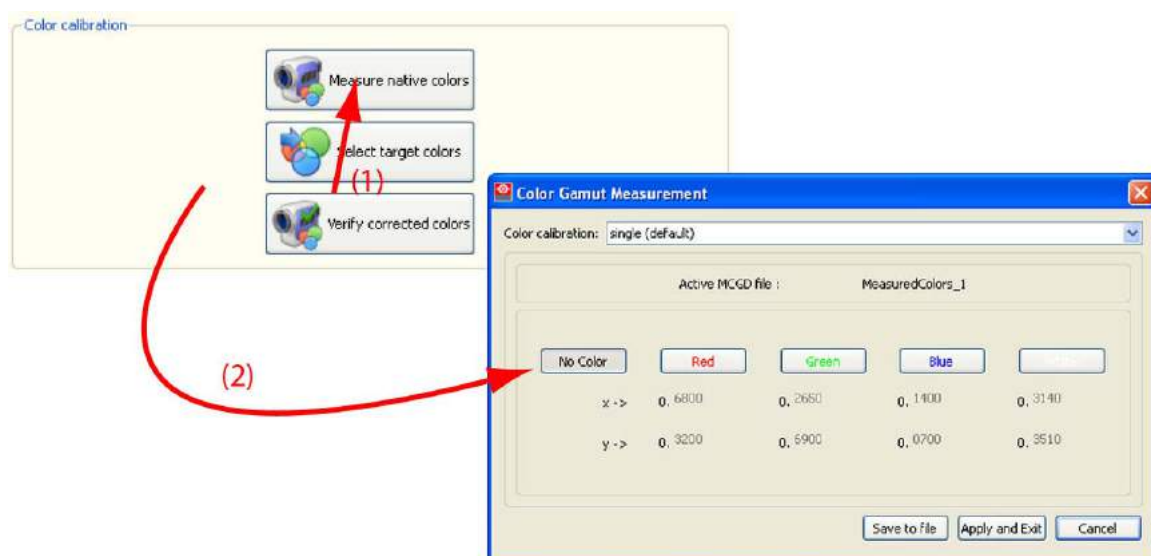 Color calibration
Measure native colors
Select target colors
(1)
Verify corrected colors
(2)
Color Gamut Measurement
Color calibration: single (default)
Active MCGD file : MeasuredColors_1
No Color Red Green Blue
x -> 0. 6800 0. 2650 0. 1400 0. 3140
y -> 0. 3200 0. 6900 0. 0700 0. 3510
Save to file Apply and Exit Cancel